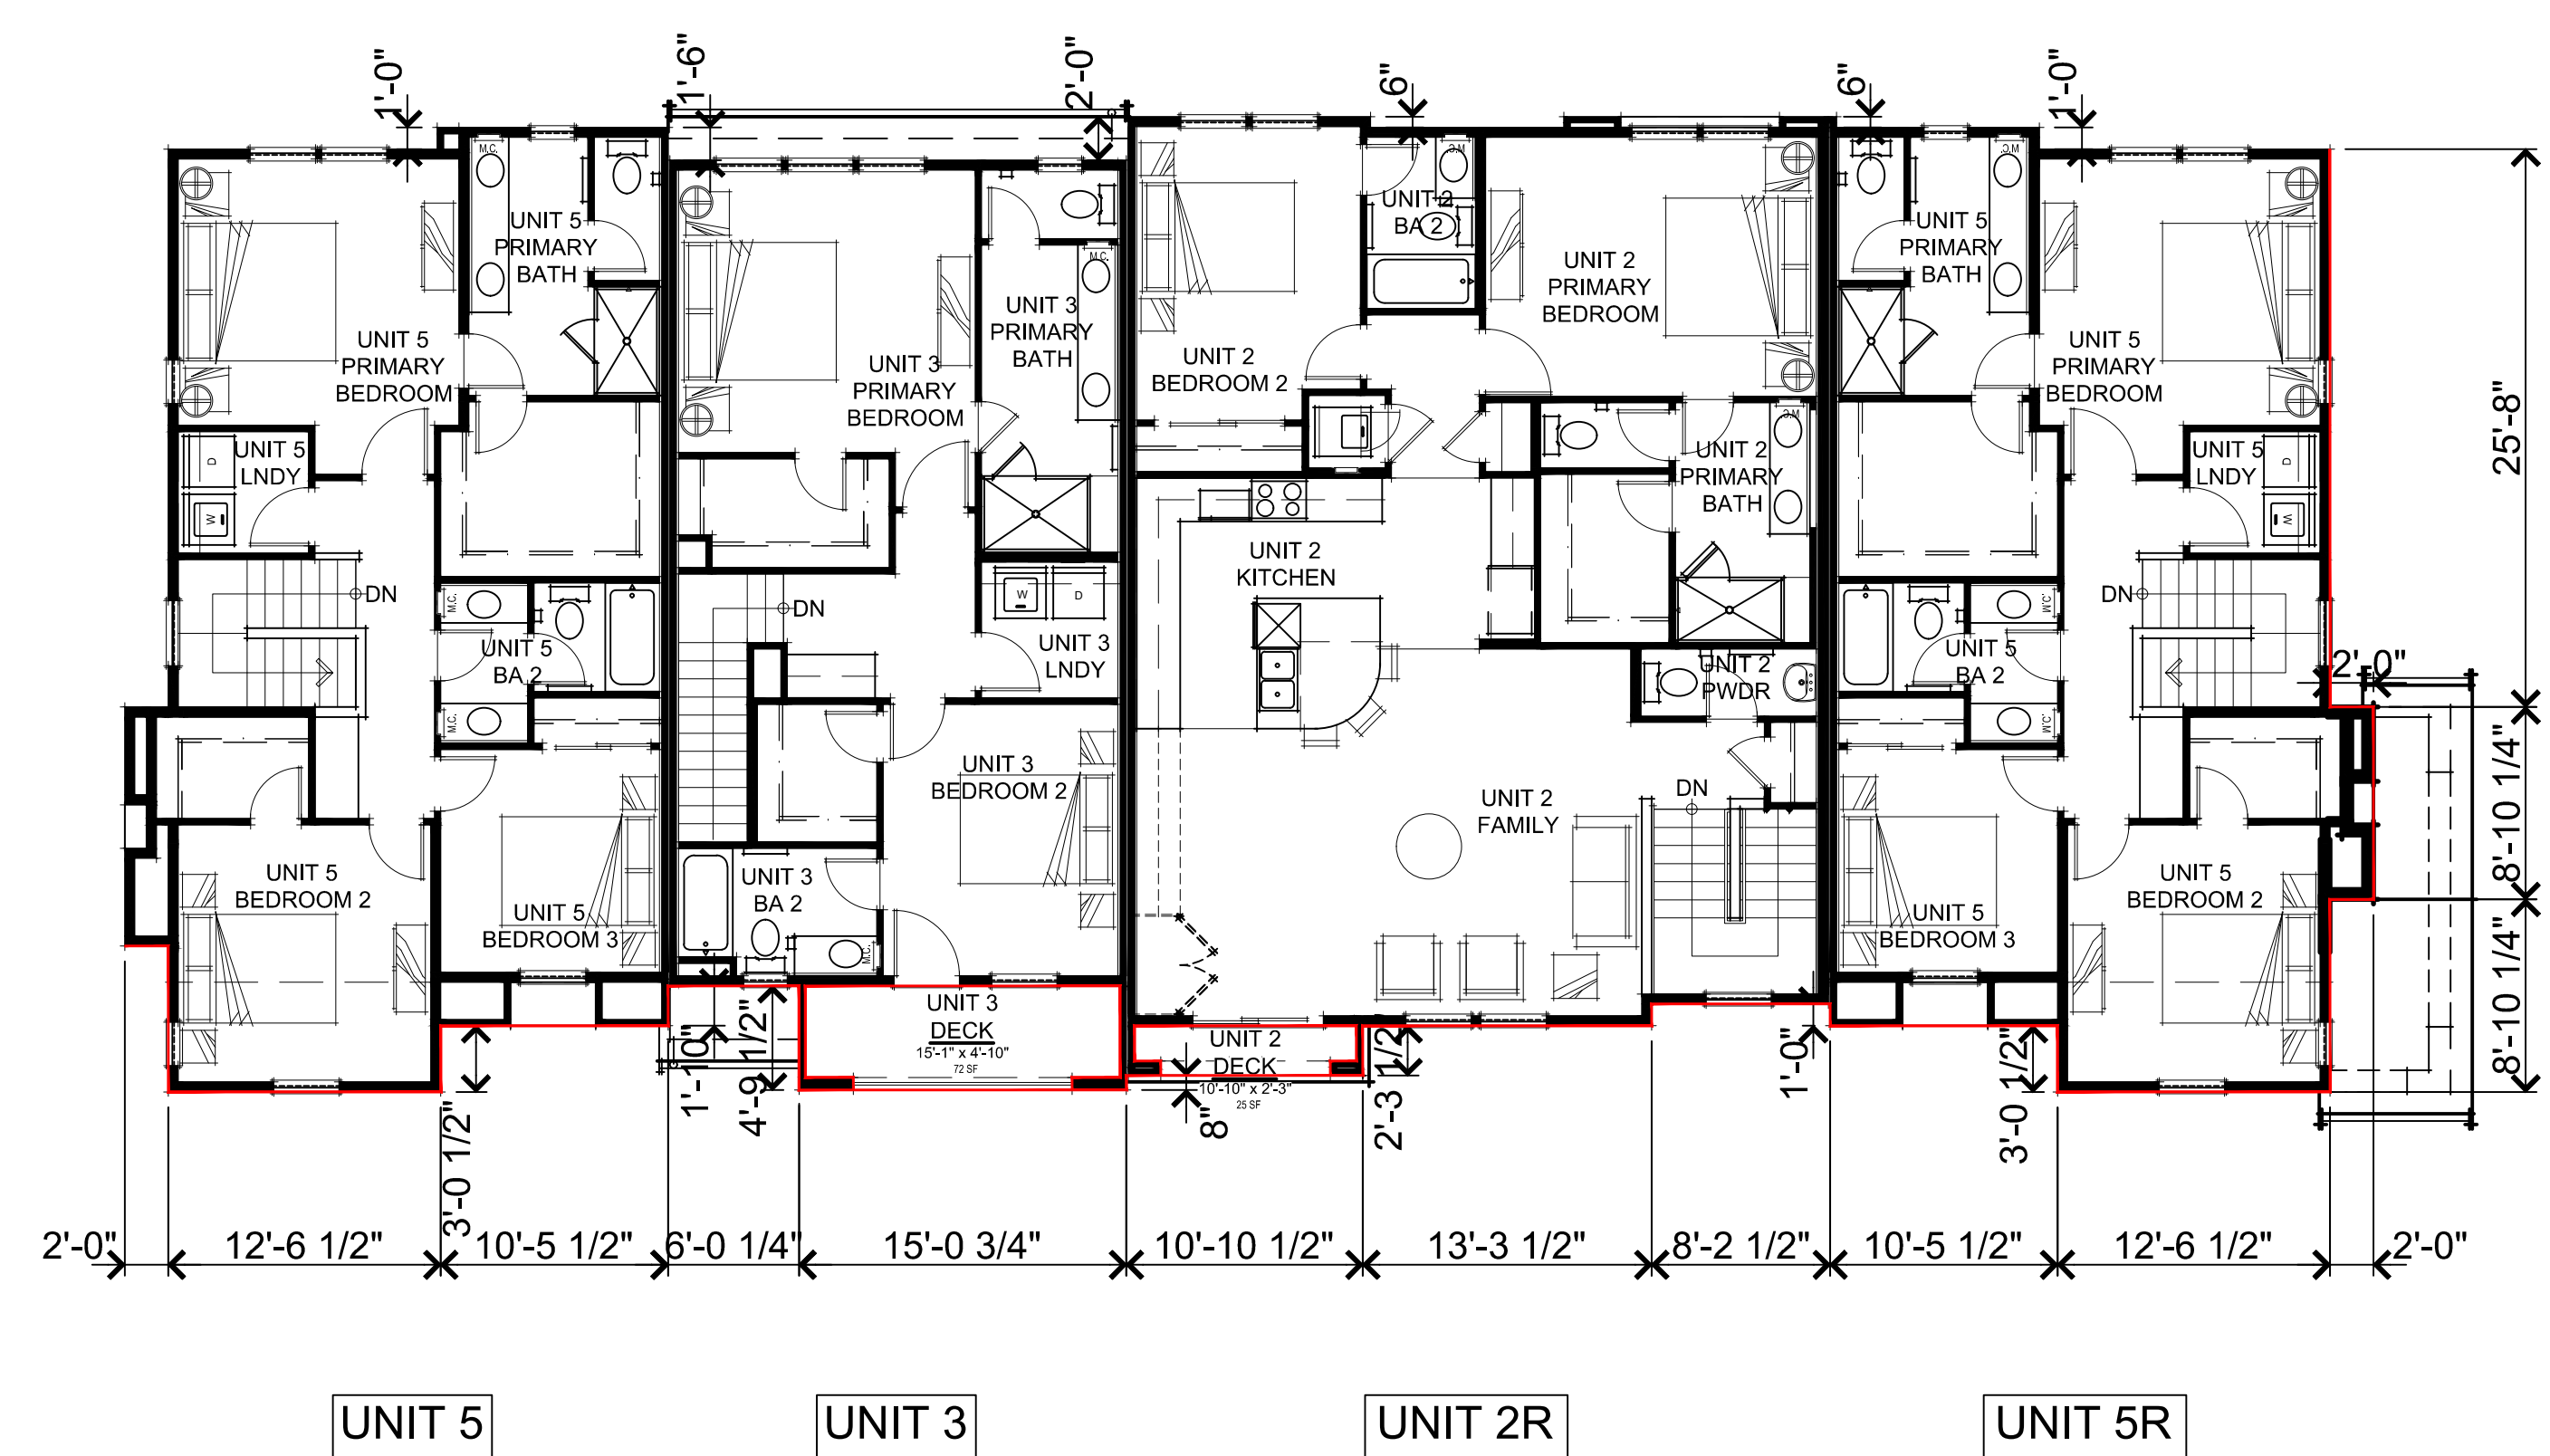 1'-0"
1'-6"
2'-0"
6"
6"
1'-0"
M.C.
UNIT 5
PRIMARY
BATH
UNIT 5
PRIMARY
BEDROOM
UNIT 5
LNDY
D
W
DN
M.C.
UNIT 5
BA 2
M.C.
UNIT 5
BEDROOM 2
UNIT 5
BEDROOM 3
M.C.
UNIT 3
PRIMARY
BATH
UNIT 3
PRIMARY
BEDROOM
DN
W
D
UNIT 3
LNDY
UNIT 3
BEDROOM 2
UNIT 3
BA 2
M.C.
UNIT 3
DECK
15'-1" x 4'-10"
72 SF
M.C.
UNIT 2
BA 2
UNIT 2
BEDROOM 2
UNIT 2
PRIMARY
BEDROOM
M.C.
UNIT 2
PRIMARY
BATH
UNIT 2
KITCHEN
UNIT 2
PWDR
UNIT 2
FAMILY
DN
UNIT 2
DECK
10'-10" x 2'-3"
25 SF
M.C.
UNIT 5
PRIMARY
BATH
UNIT 5
PRIMARY
BEDROOM
UNIT 5
LNDY
D
W
DN
M.C.
UNIT 5
BA 2
M.C.
UNIT 5
BEDROOM 3
UNIT 5
BEDROOM 2
25'-8"
2'-0"
8'-10 1/4"
8'-10 1/4"
3'-0 1/2"
1'-10"
4'-9 1/2"
8"
2'-3 1/2"
1'-0"
3'-0 1/2"
2'-0"
12'-6 1/2"
10'-5 1/2"
6'-0 1/4"
15'-0 3/4"
10'-10 1/2"
13'-3 1/2"
8'-2 1/2"
10'-5 1/2"
12'-6 1/2"
2'-0"
UNIT 5
UNIT 3
UNIT 2R
UNIT 5R